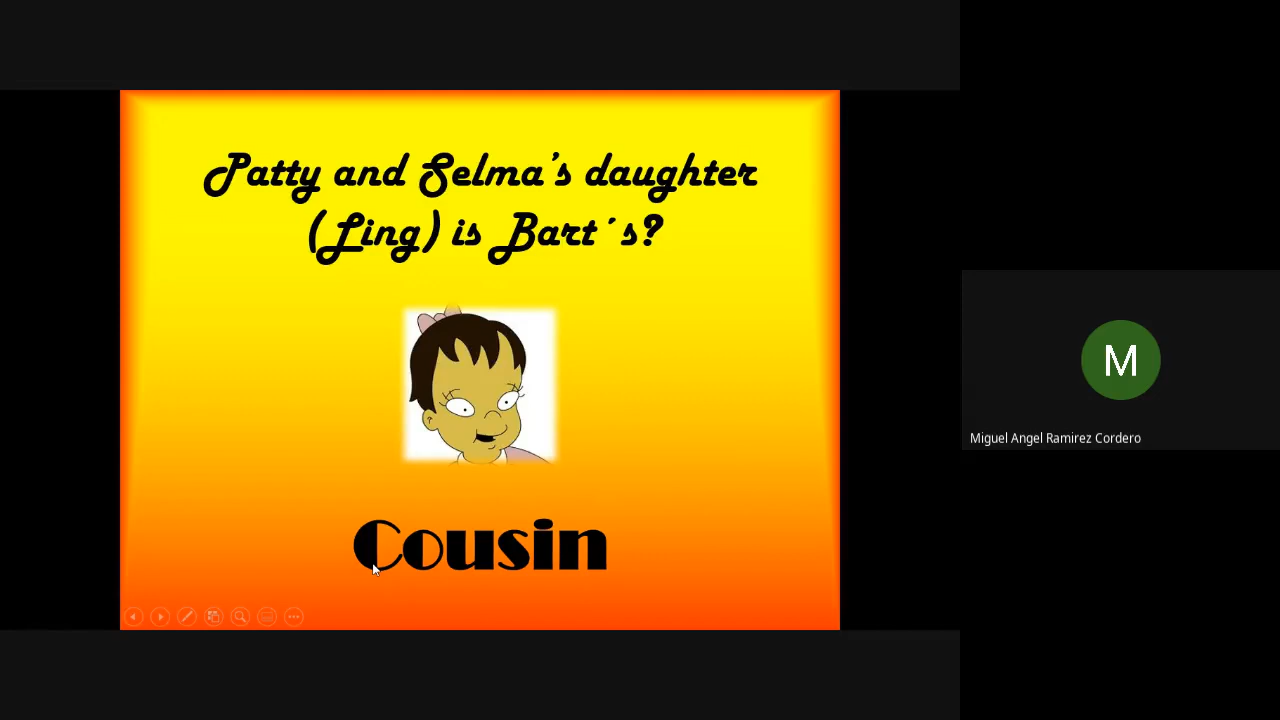 Patty and Selma's daughter
(Ling) is Bart´s?
Cousin
M
Miguel Angel Ramirez Cordero